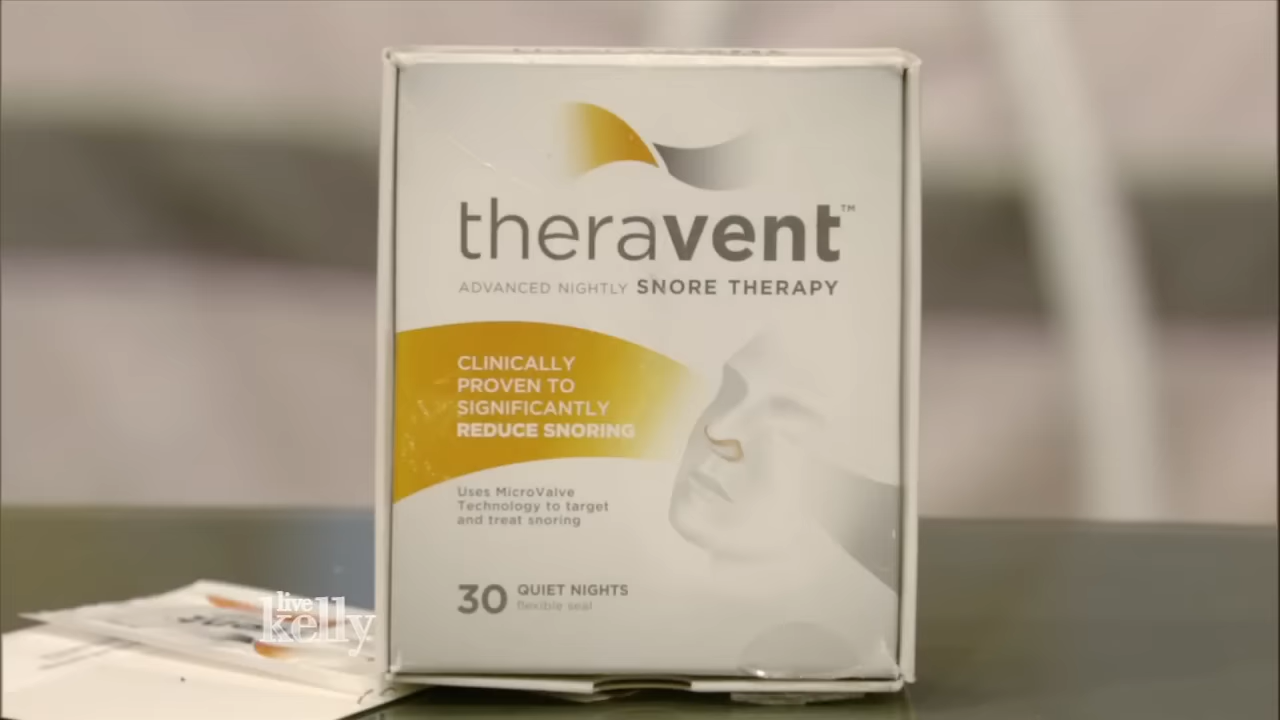 theravent™
ADVANCED NIGHTLY SNORE THERAPY
CLINICALLY
PROVEN TO
SIGNIFICANTLY
REDUCE SNORING
Uses MicroValve
Technology to target
and treat snoring
30 QUIET NIGHTS
flexible seal
live
kelly